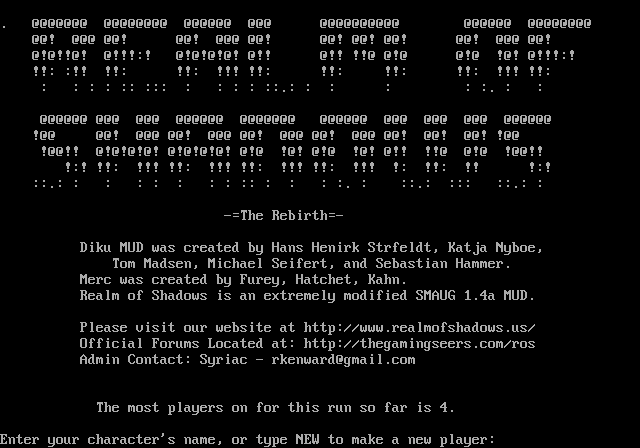 REALM OF
SHADOWS
-=The Rebirth=-
Diku MUD was created by Hans Henirk Strfeldt, Katja Nyboe,
Tom Madsen, Michael Seifert, and Sebastian Hammer.
Merc was created by Furey, Hatchet, Kahn.
Realm of Shadows is an extremely modified SMAUG 1.4a MUD.
Please visit our website at http://www.realmofshadows.us/
Official Forums Located at: http://thegamingseers.com/ros
Admin Contact: Syriac - rkenward@gmail.com
The most players on for this run so far is 4.
Enter your character's name, or type NEW to make a new player: